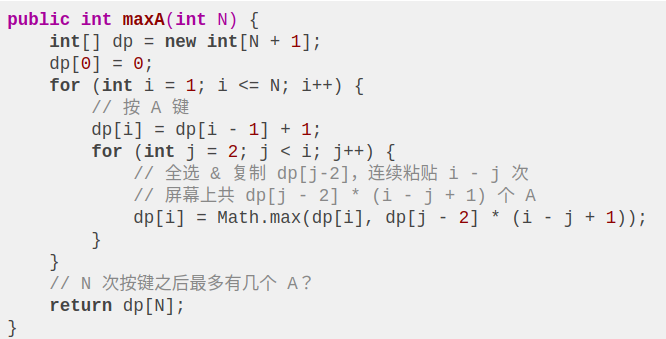 public int maxA(int N) {
    int[] dp = new int[N + 1];
    dp[0] = 0;
    for (int i = 1; i <= N; i++) {
        // 按 A 键
        dp[i] = dp[i - 1] + 1;
        for (int j = 2; j < i; j++) {
            // 全选 & 复制 dp[j-2]，连续粘贴 i - j 次
            // 屏幕上共 dp[j - 2] * (i - j + 1) 个 A
            dp[i] = Math.max(dp[i], dp[j - 2] * (i - j + 1));
        }
    }
    // N 次按键之后最多有几个 A？
    return dp[N];
}